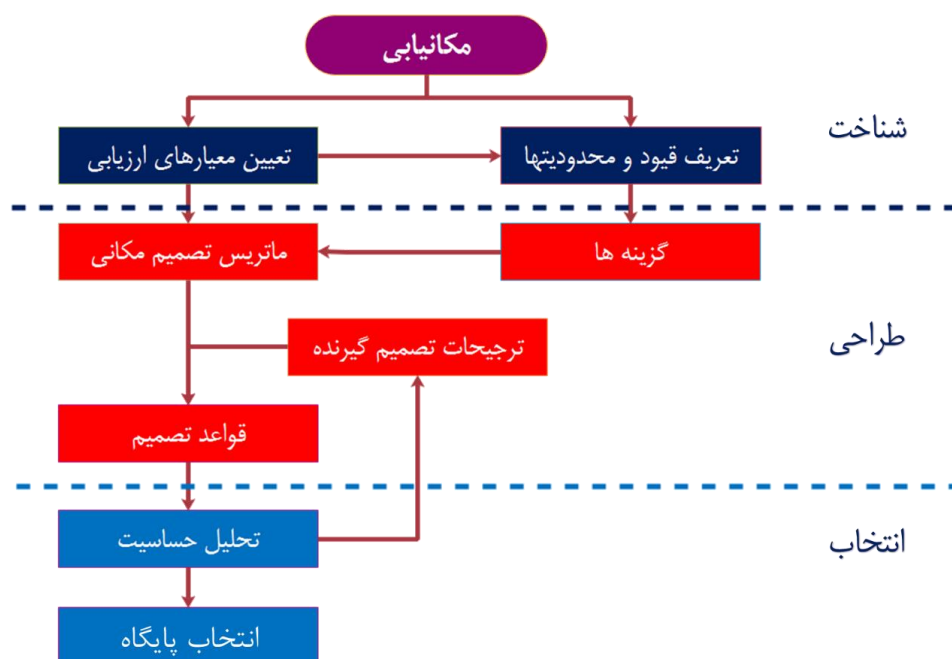 مکانیابی
شناخت
تعریف قیود و محدودیتها
تعیین معیارهای ارزیابی
گزینه ها
ماتریس تصمیم مکانی
طراحی
ترجیحات تصمیم گیرنده
قواعد تصمیم
انتخاب
تحلیل حساسیت
انتخاب پایگاه